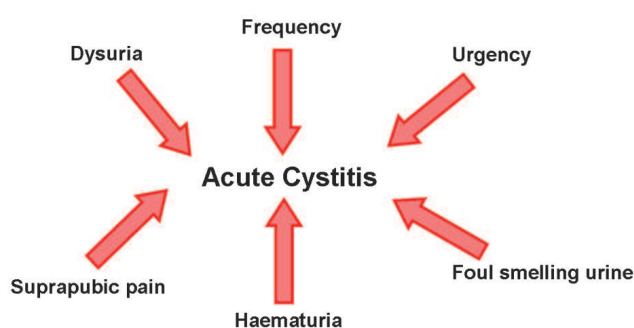 Frequency
Dysuria
Urgency
Acute Cystitis
Suprapubic pain
Foul smelling urine
Haematuria